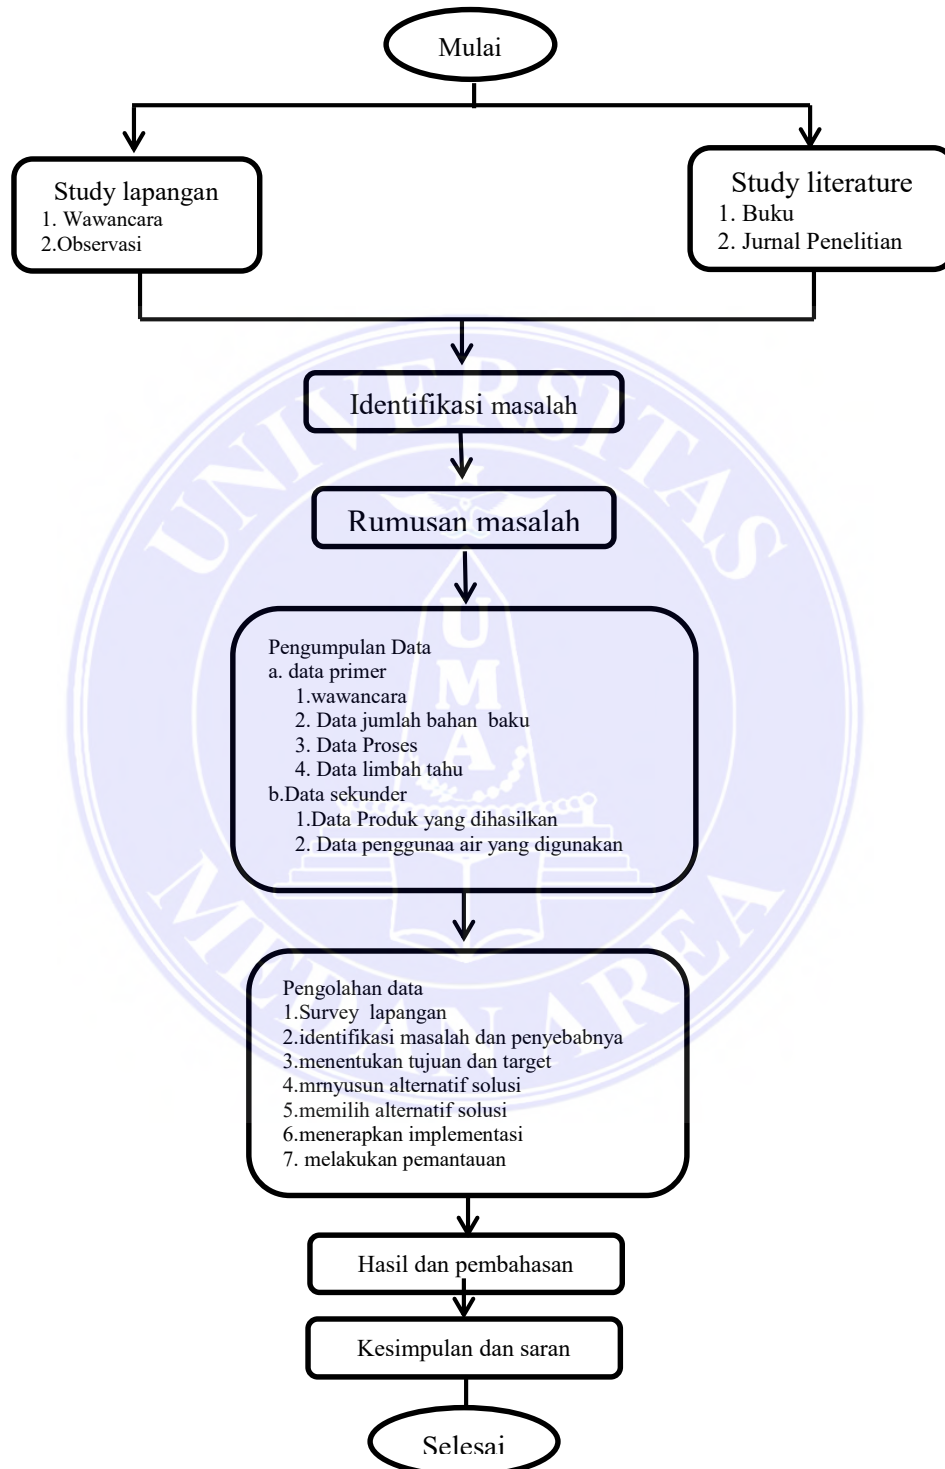 Mulai
Study lapangan
1. Wawancara
2.Observasi
Study literature
1. Buku
2. Jurnal Penelitian
Identifikasi masalah
Rumusan masalah
Pengumpulan Data
a. data primer
1.wawancara
2. Data jumlah bahan baku
3. Data Proses
4. Data limbah tahu
b.Data sekunder
1.Data Produk yang dihasilkan
2. Data penggunaa air yang digunakan
Pengolahan data
1.Survey lapangan
2.identifikasi masalah dan penyebabnya
3.menentukan tujuan dan target
4.mrnyusun alternatif solusi
5.memilih alternatif solusi
6.menerapkan implementasi
7. melakukan pemantauan
Hasil dan pembahasan
Kesimpulan dan saran
Selesai
UNIVERSITAS
MEDAN AREA
UMA